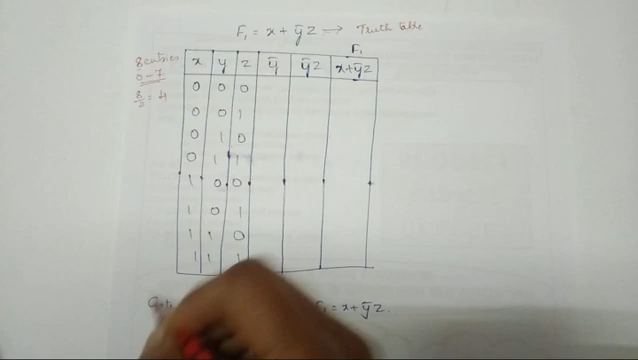 F₁ = x + ȳz → Truth table
8 entries
0-7
8/2 = 4
F₁
x y z ȳ ȳz x+ȳz
0 0 0
0 0 1
0 1 0
0 1 1
1 0 0
1 0 1
1 1 0
1 1 1
F₁ = x + ȳz.